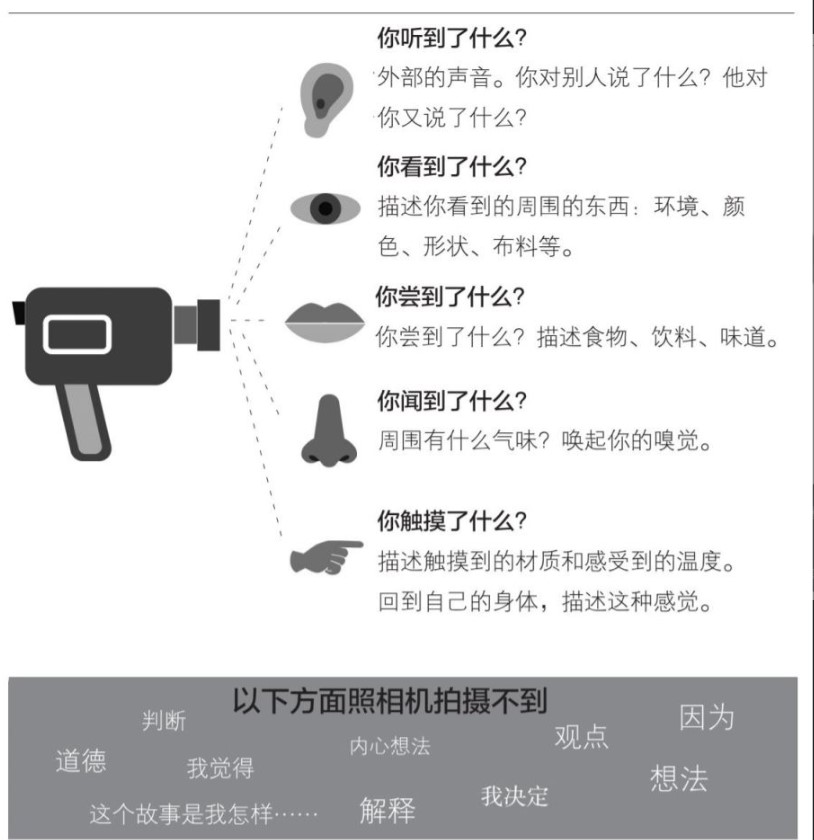 你听到了什么?
外部的声音。你对别人说了什么?他对
你又说了什么?
你看到了什么?
描述你看到的周围的东西:环境、颜
色、形状、布料等。
你尝到了什么?
你尝到了什么?描述食物、饮料、味道。
你闻到了什么?
周围有什么气味?唤起你的嗅觉。
你触摸了什么?
描述触摸到的材质和感受到的温度。
回到自己的身体,描述这种感觉。
以下方面照相机拍摄不到
判断
因为
内心想法
观点
道德
我觉得
想法
我决定
这个故事是我怎样……
解释